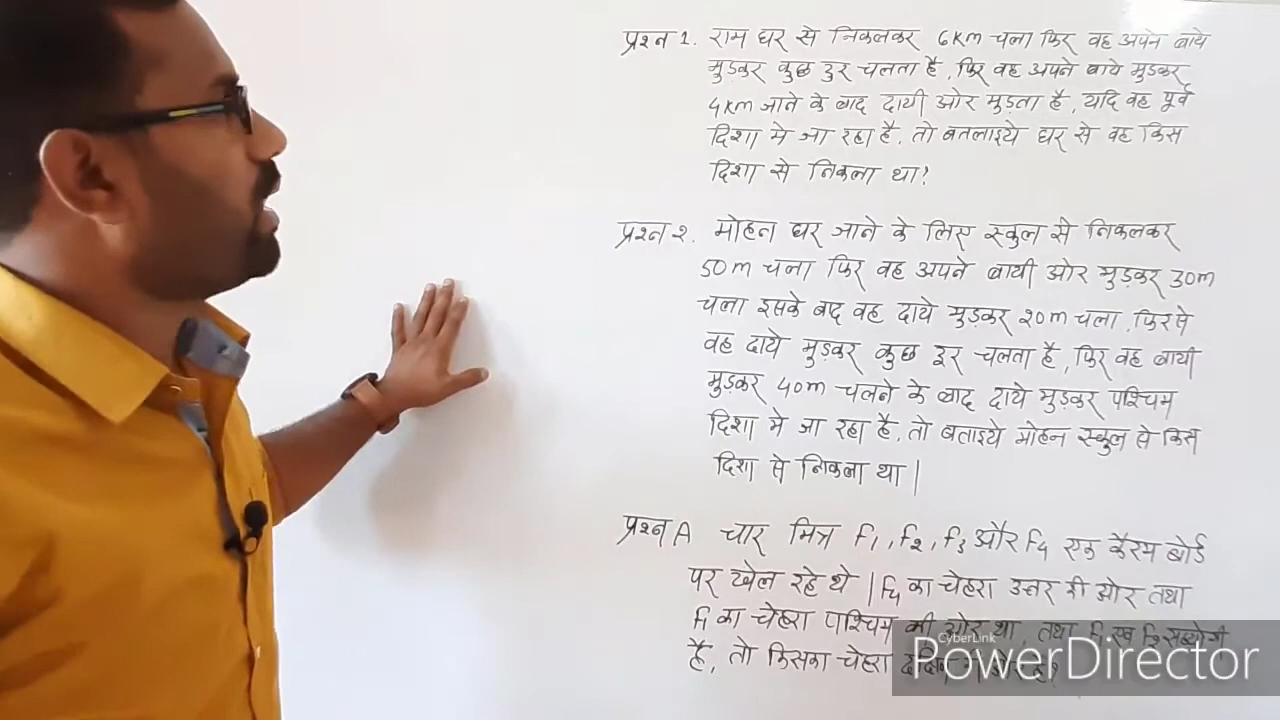 प्रश्न 1. राम घर से निकलकर 6Km चला फिर वह अपने बाये
मुड़कर कुछ दुर चलता है, फिर वह अपने बाये मुड़कर
4Km जाने के बाद दायी ओर मुड़ता है, यदि वह पूर्व
दिशा मे जा रहा है, तो बतलाइये घर से वह किस
दिशा से निकला था?
प्रश्न २. मोहन घर जाने के लिए स्कुल से निकलकर
50m चला फिर वह अपने बायी ओर मुड़कर 30m
चला इसके बाद वह दाये मुड़कर २0m चला, फिर से
वह दाये मुड़कर कुछ दूर चलता है, फिर वह बायी
मुड़कर 40m चलने के बाद दाये मुड़कर पश्चिम
दिशा मे जा रहा है, तो बताइये मोहन स्कुल से किस
दिशा से निकला था |
प्रश्न A चार मित्र F1, F2, F3 और F4 एक कैरम बोर्ड
पर खेल रहे थे | F4 का चेहरा उत्तर की ओर तथा
F1 का चेहरा पश्चिम की ओर था, तथा
है, तो किसका चेहरा
CyberLink
PowerDirector